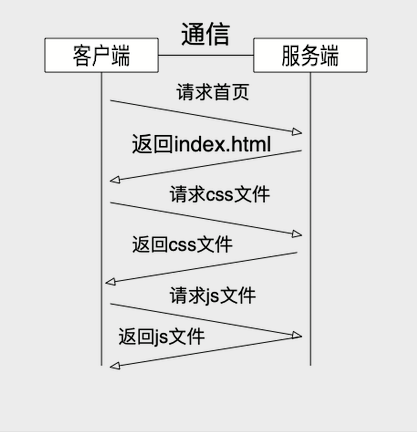 通信
客户端
服务端
请求首页
返回index.html
请求css文件
返回css文件
请求js文件
返回js文件